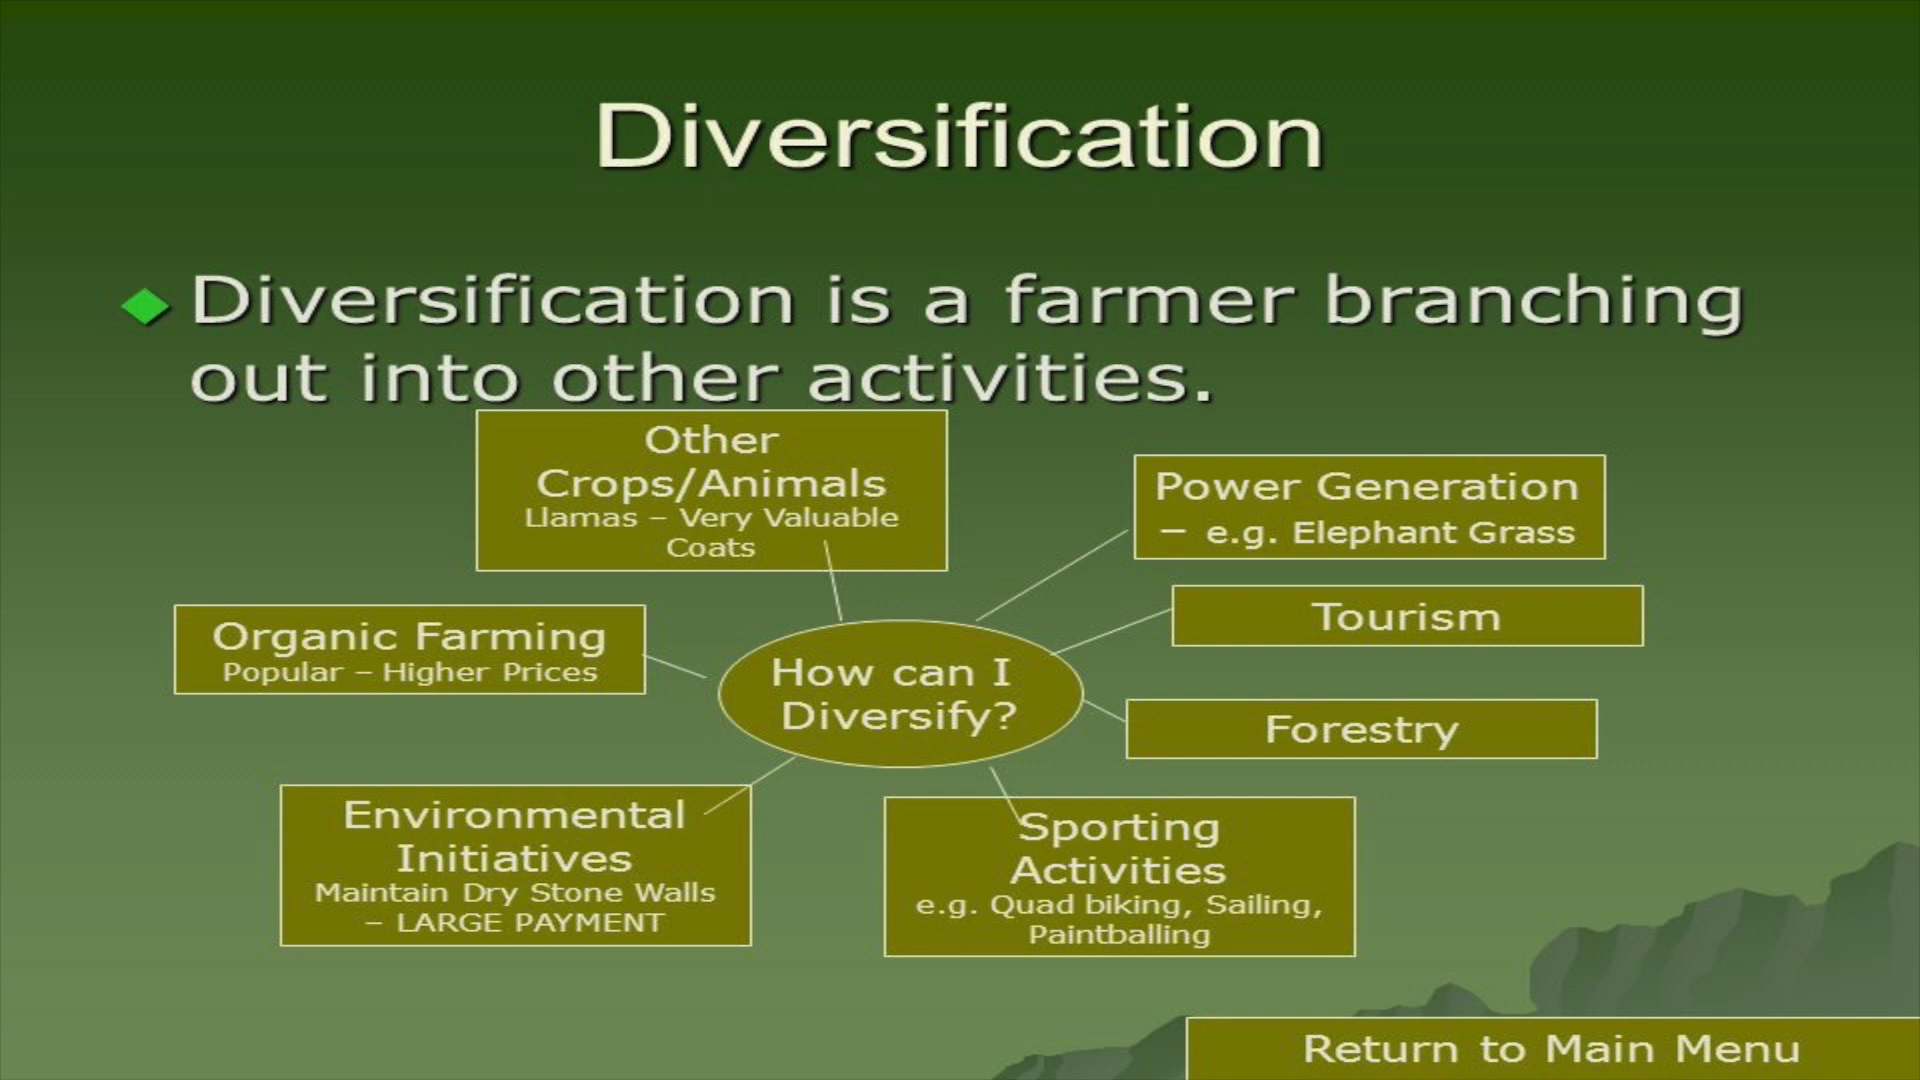 Diversification
Diversification is a farmer branching
out into other activities.
Other
Crops/Animals
Llamas – Very Valuable
Coats
Power Generation
– e.g. Elephant Grass
Tourism
Organic Farming
Popular – Higher Prices
How can I
Diversify?
Forestry
Environmental
Initiatives
Maintain Dry Stone Walls
– LARGE PAYMENT
Sporting
Activities
e.g. Quad biking, Sailing,
Paintballing
Return to Main Menu